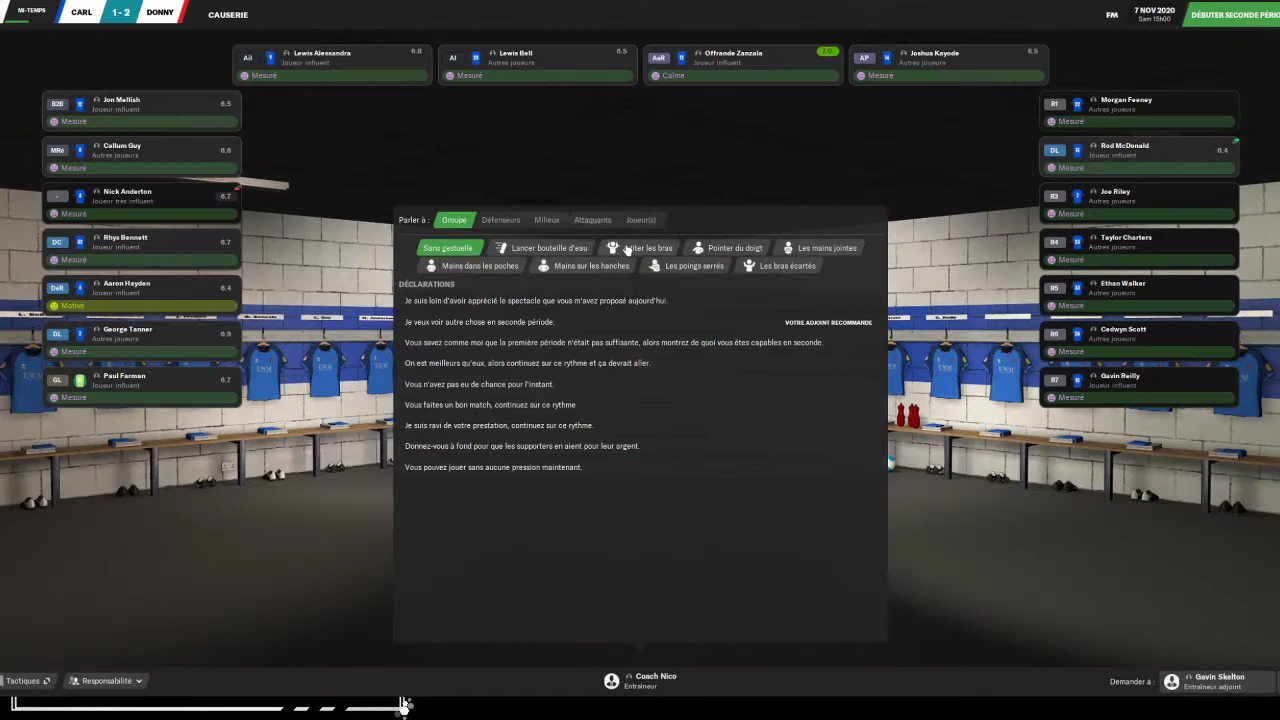 MI-TEMPS
CARL 1 - 2 DONNY
CAUSERIE
FM
7 NOV 2020
Sam 15h00
DÉBUTER SECONDE PÉRIO
Ail Lewis Alessandra 6.8
Joueur influent
Mesuré
AI Lewis Bell 6.5
Autres joueurs
Mesuré
AeR Offrande Zanzala 7.0
Joueur influent
Calme
AP Joshua Kayode 6.5
Autres joueurs
Mesuré
B2B Jon Mellish 6.5
Joueur influent
Mesuré
MR Callum Guy 6.6
Autres joueurs
Mesuré
- Nick Anderton 6.7
Joueur très influent
Mesuré
DC Rhys Bennett 6.7
Joueur influent
Mesuré
DéR Aaron Hayden 6.4
Joueur influent
Motivé
DL George Tanner 6.9
Autres joueurs
Mesuré
GL Paul Farman 6.7
Joueur influent
Mesuré
R1 Morgan Feeney
Autres joueurs
Mesuré
DL Rod McDonald 6.4
Joueur influent
Mesuré
R3 Joe Riley
Autres joueurs
Mesuré
R4 Taylor Charters
Autres joueurs
Mesuré
R5 Ethan Walker
Autres joueurs
Mesuré
R6 Cedwyn Scott
Autres joueurs
Mesuré
R7 Gavin Reilly
Joueur influent
Mesuré
Parler à : Groupe Défenseurs Milieux Attaquants Joueur(s)
Sans gestuelle Lancer bouteille d'eau les bras Pointer du doigt Les mains jointes
Mains dans les poches Mains sur les hanches Les poings serrés Les bras écartés
DÉCLARATIONS
Je suis loin d'avoir apprécié le spectacle que vous m'avez proposé aujourd'hui.
Je veux voir autre chose en seconde période. VOTRE ADJOINT RECOMMANDE
Vous savez comme moi que la première période n'était pas suffisante, alors montrez de quoi vous êtes capables en seconde.
On est meilleurs qu'eux, alors continuez sur ce rythme et ça devrait aller.
Vous n'avez pas eu de chance pour l'instant.
Vous faites un bon match, continuez sur ce rythme
Je suis ravi de votre prestation, continuez sur ce rythme.
Donnez-vous à fond pour que les supporters en aient pour leur argent.
Vous pouvez jouer sans aucune pression maintenant.
Tactiques
Responsabilité
Coach Nico
Entraîneur
Demander à :
Gavin Skelton
Entraîneur adjoint